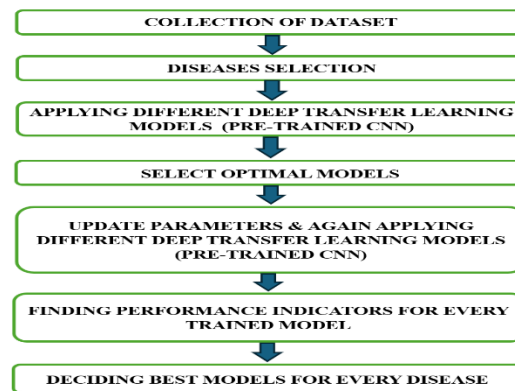 COLLECTION OF DATASET
DISEASES SELECTION
APPLYING DIFFERENT DEEP TRANSFER LEARNING
MODELS (PRE-TRAINED CNN)
SELECT OPTIMAL MODELS
UPDATE PARAMETERS & AGAIN APPLYING
DIFFERENT DEEP TRANSFER LEARNING MODELS
(PRE-TRAINED CNN)
FINDING PERFORMANCE INDICATORS FOR EVERY
TRAINED MODEL
DECIDING BEST MODELS FOR EVERY DISEASE